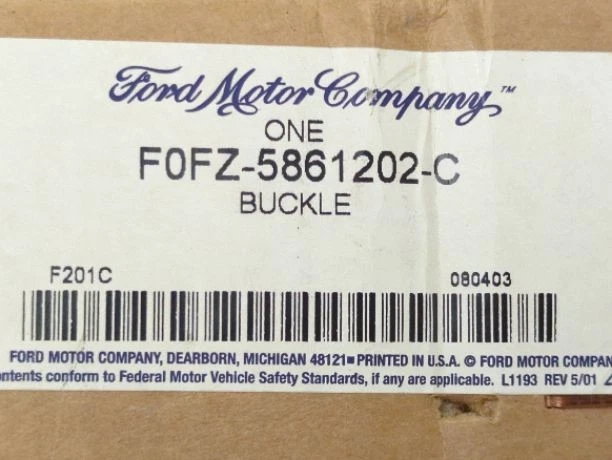 Ford Motor Company™
ONE
F0FZ-5861202-C
BUCKLE
F201C 080403
FORD MOTOR COMPANY, DEARBORN, MICHIGAN 48121■PRINTED IN U.S.A. © FORD MOTOR COMPAN
ontents conform to Federal Motor Vehicle Safety Standards, if any are applicable. L1193 REV 5/01